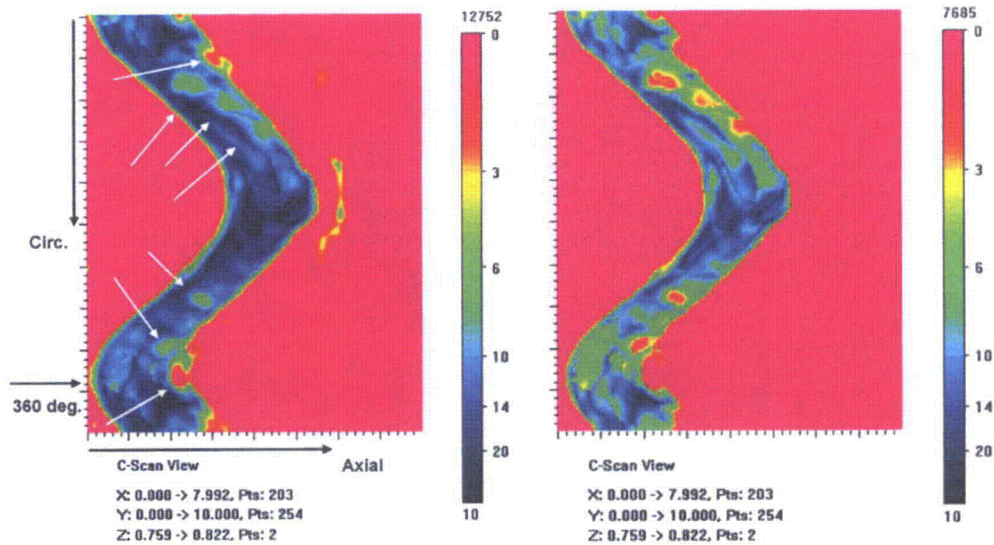 12752
0
3
6
10
14
20
10
Circ.
360 deg.
Axial
C-Scan View
X: 0.000 -> 7.992, Pts: 203
Y: 0.000 -> 10.000, Pts: 254
Z: 0.759 -> 0.822, Pts: 2
7685
0
3
6
10
14
20
10
C-Scan View
X: 0.000 -> 7.992, Pts: 203
Y: 0.000 -> 10.000, Pts: 254
Z: 0.759 -> 0.822, Pts: 2